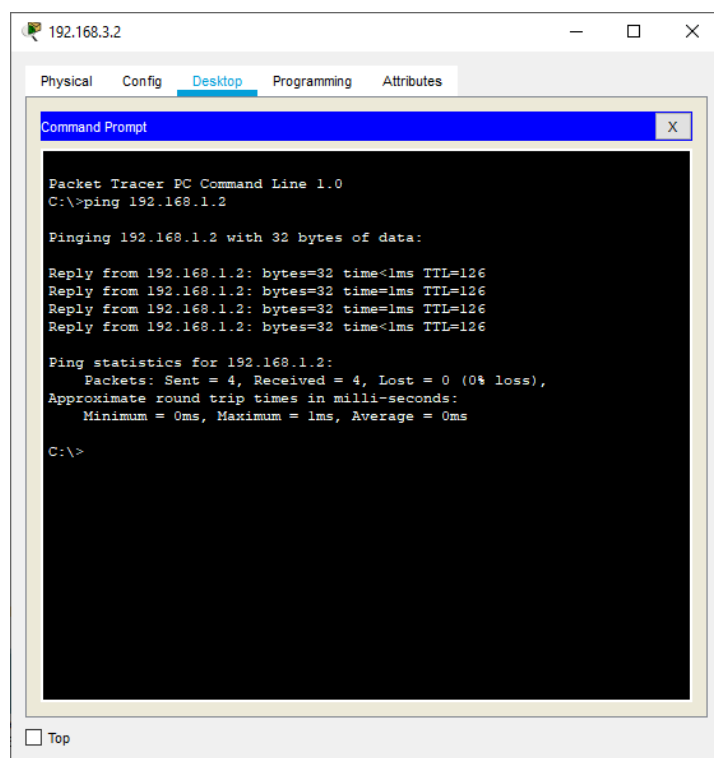 192.168.3.2
Physical Config Desktop Programming Attributes
Command Prompt X
Packet Tracer PC Command Line 1.0
C:\>ping 192.168.1.2
Pinging 192.168.1.2 with 32 bytes of data:
Reply from 192.168.1.2: bytes=32 time<1ms TTL=126
Reply from 192.168.1.2: bytes=32 time=1ms TTL=126
Reply from 192.168.1.2: bytes=32 time=1ms TTL=126
Reply from 192.168.1.2: bytes=32 time<1ms TTL=126
Ping statistics for 192.168.1.2:
Packets: Sent = 4, Received = 4, Lost = 0 (0% loss),
Approximate round trip times in milli-seconds:
Minimum = 0ms, Maximum = 1ms, Average = 0ms
C:\>
Top